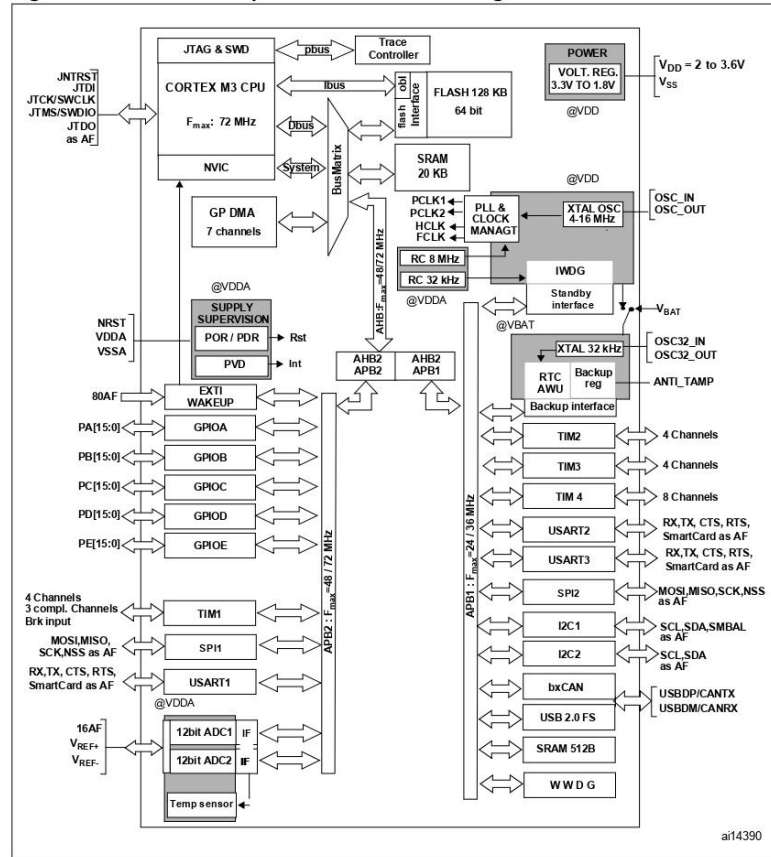 JTAG & SWD
pbus
Trace
Controller
CORTEX M3 CPU
Fmax: 72 MHz
NVIC
Ibus
Dbus
System
BusMatrix
flash obl
Interface
FLASH 128 KB
64 bit
SRAM
20 KB
JNTRST
JTDI
JTCK/SWCLK
JTMS/SWDIO
JTDO
as AF
POWER
VOLT. REG.
3.3V TO 1.8V
@VDD
VDD = 2 to 3.6V
VSS
GP DMA
7 channels
AHB:Fmax=48/72 MHz
PCLK1
PCLK2
HCLK
FCLK
PLL &
CLOCK
MANAGT
@VDD
XTAL OSC
4-16 MHz
OSC_IN
OSC_OUT
RC 8 MHz
RC 32 kHz
@VDDA
IWDG
Standby
interface
@VBAT
VBAT
@VDDA
SUPPLY
SUPERVISION
POR / PDR
Rst
PVD
Int
NRST
VDDA
VSSA
XTAL 32 kHz
OSC32_IN
OSC32_OUT
RTC
AWU
Backup
reg
ANTI_TAMP
Backup interface
AHB2
APB2
AHB2
APB1
80AF
EXTI
WAKEUP
PA[15:0]
GPIOA
PB[15:0]
GPIOB
PC[15:0]
GPIOC
PD[15:0]
GPIOD
PE[15:0]
GPIOE
4 Channels
3 compl. Channels
Brk input
TIM1
MOSI,MISO,
SCK,NSS as AF
SPI1
RX,TX, CTS, RTS,
SmartCard as AF
USART1
@VDDA
16AF
VREF+
VREF-
12bit ADC1 IF
12bit ADC2 IF
Temp sensor
APB2 : Fmax=48 / 72 MHz
APB1 : Fmax=24 / 36 MHz
TIM2
4 Channels
TIM3
4 Channels
TIM 4
8 Channels
USART2
RX,TX, CTS, RTS,
SmartCard as AF
USART3
RX,TX, CTS, RTS,
SmartCard as AF
SPI2
MOSI,MISO,SCK,NSS
as AF
I2C1
SCL,SDA,SMBAL
as AF
I2C2
SCL,SDA
as AF
bxCAN
USBDP/CANTX
USBDM/CANRX
USB 2.0 FS
SRAM 512B
W W D G
ai14390